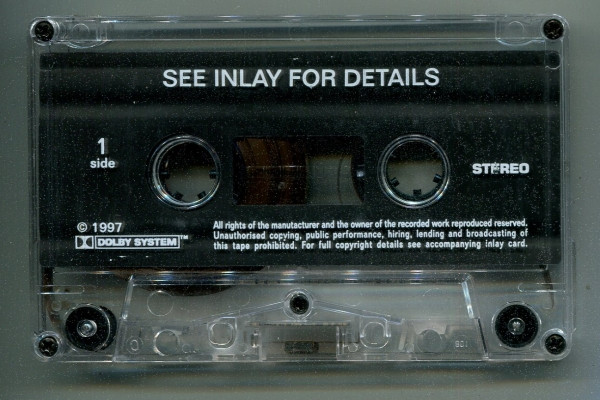 SEE INLAY FOR DETAILS
1
side
STEREO
© 1997
DOLBY SYSTEM™
All rights of the manufacturer and the owner of the recorded work reproduced reserved.
Unauthorised copying, public performance, hiring, lending and broadcasting of
this tape prohibited. For full copyright details see accompanying inlay card.